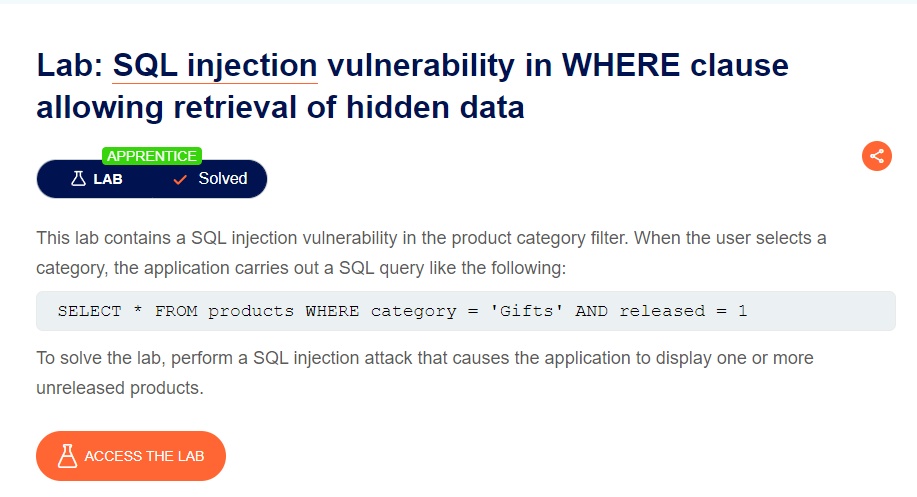 Lab: SQL injection vulnerability in WHERE clause
allowing retrieval of hidden data
APPRENTICE
LAB Solved
This lab contains a SQL injection vulnerability in the product category filter. When the user selects a
category, the application carries out a SQL query like the following:
SELECT * FROM products WHERE category = 'Gifts' AND released = 1
To solve the lab, perform a SQL injection attack that causes the application to display one or more
unreleased products.
ACCESS THE LAB